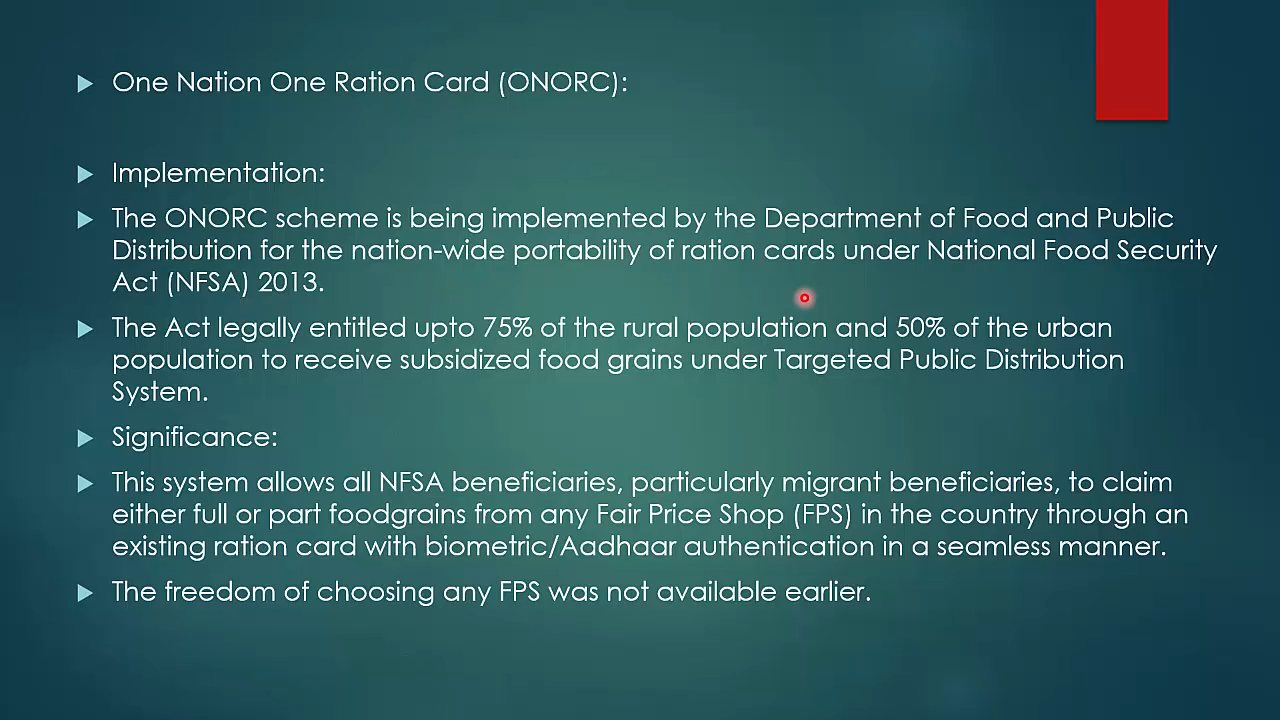 One Nation One Ration Card (ONORC):
Implementation:
The ONORC scheme is being implemented by the Department of Food and Public
Distribution for the nation-wide portability of ration cards under National Food Security
Act (NFSA) 2013.
The Act legally entitled upto 75% of the rural population and 50% of the urban
population to receive subsidized food grains under Targeted Public Distribution
System.
Significance:
This system allows all NFSA beneficiaries, particularly migrant beneficiaries, to claim
either full or part foodgrains from any Fair Price Shop (FPS) in the country through an
existing ration card with biometric/Aadhaar authentication in a seamless manner.
The freedom of choosing any FPS was not available earlier.